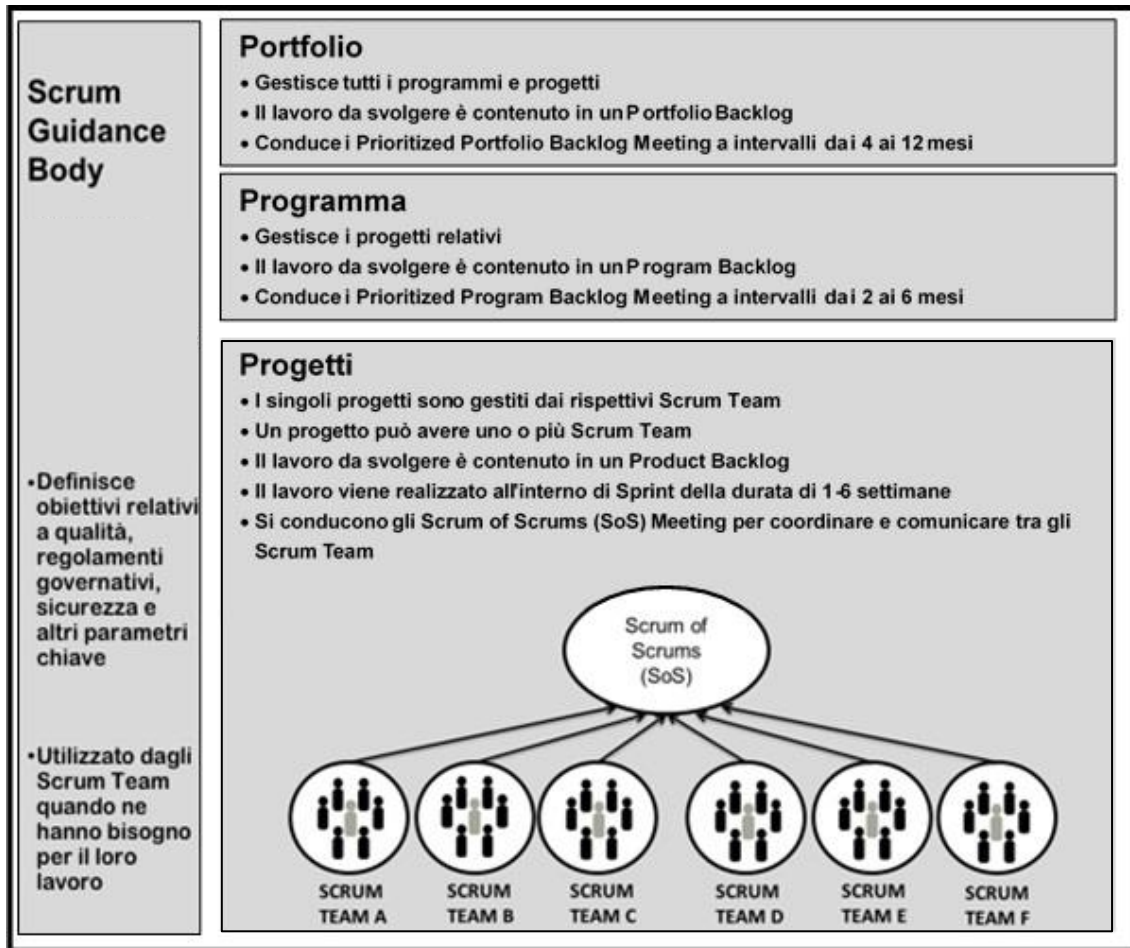 Scrum
Guidance
Body
•Definisce
obiettivi relativi
a qualità,
regolamenti
governativi,
sicurezza e
altri parametri
chiave
•Utilizzato dagli
Scrum Team
quando ne
hanno bisogno
per il loro
lavoro
Portfolio
• Gestisce tutti i programmi e progetti
• Il lavoro da svolgere è contenuto in un Portfolio Backlog
• Conduce i Prioritized Portfolio Backlog Meeting a intervalli dai 4 ai 12 mesi
Programma
• Gestisce i progetti relativi
• Il lavoro da svolgere è contenuto in un Program Backlog
• Conduce i Prioritized Program Backlog Meeting a intervalli dai 2 ai 6 mesi
Progetti
• I singoli progetti sono gestiti dai rispettivi Scrum Team
• Un progetto può avere uno o più Scrum Team
• Il lavoro da svolgere è contenuto in un Product Backlog
• Il lavoro viene realizzato all'interno di Sprint della durata di 1-6 settimane
• Si conducono gli Scrum of Scrums (SoS) Meeting per coordinare e comunicare tra gli
Scrum Team
Scrum of
Scrums
(SoS)
SCRUM
TEAM A
SCRUM
TEAM B
SCRUM
TEAM C
SCRUM
TEAM D
SCRUM
TEAM E
SCRUM
TEAM F